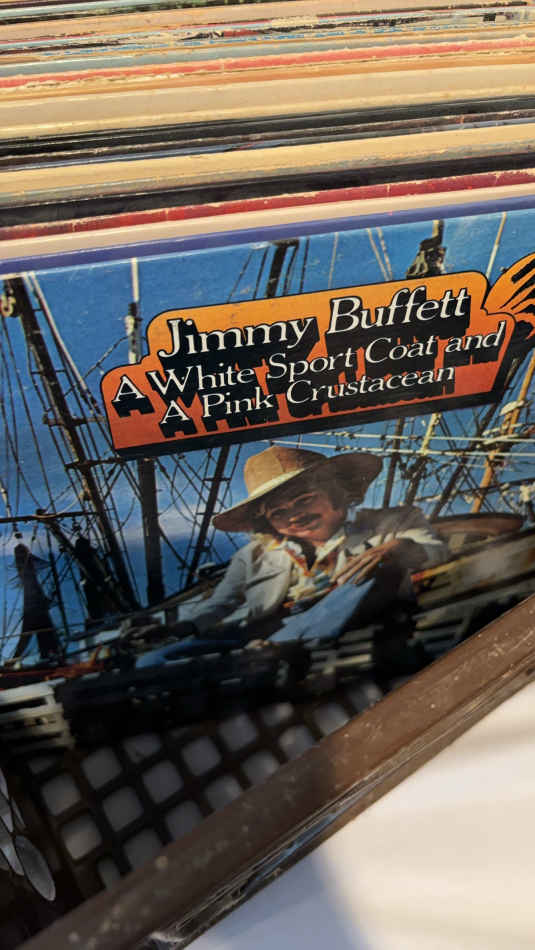 Jimmy Buffett
A White Sport Coat and
A Pink Crustacean